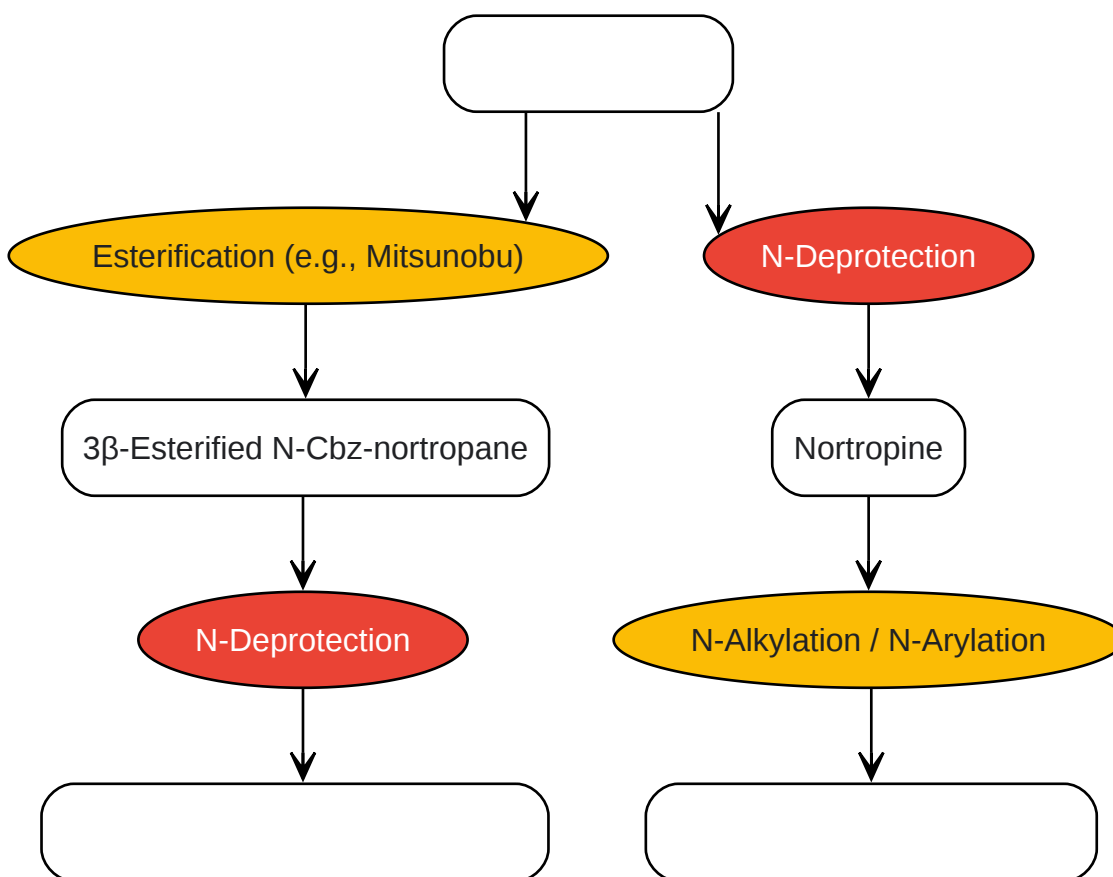 Esterification (e.g., Mitsunobu)
N-Deprotection
3β-Esterified N-Cbz-nortropane
Nortropine
N-Deprotection
N-Alkylation / N-Arylation